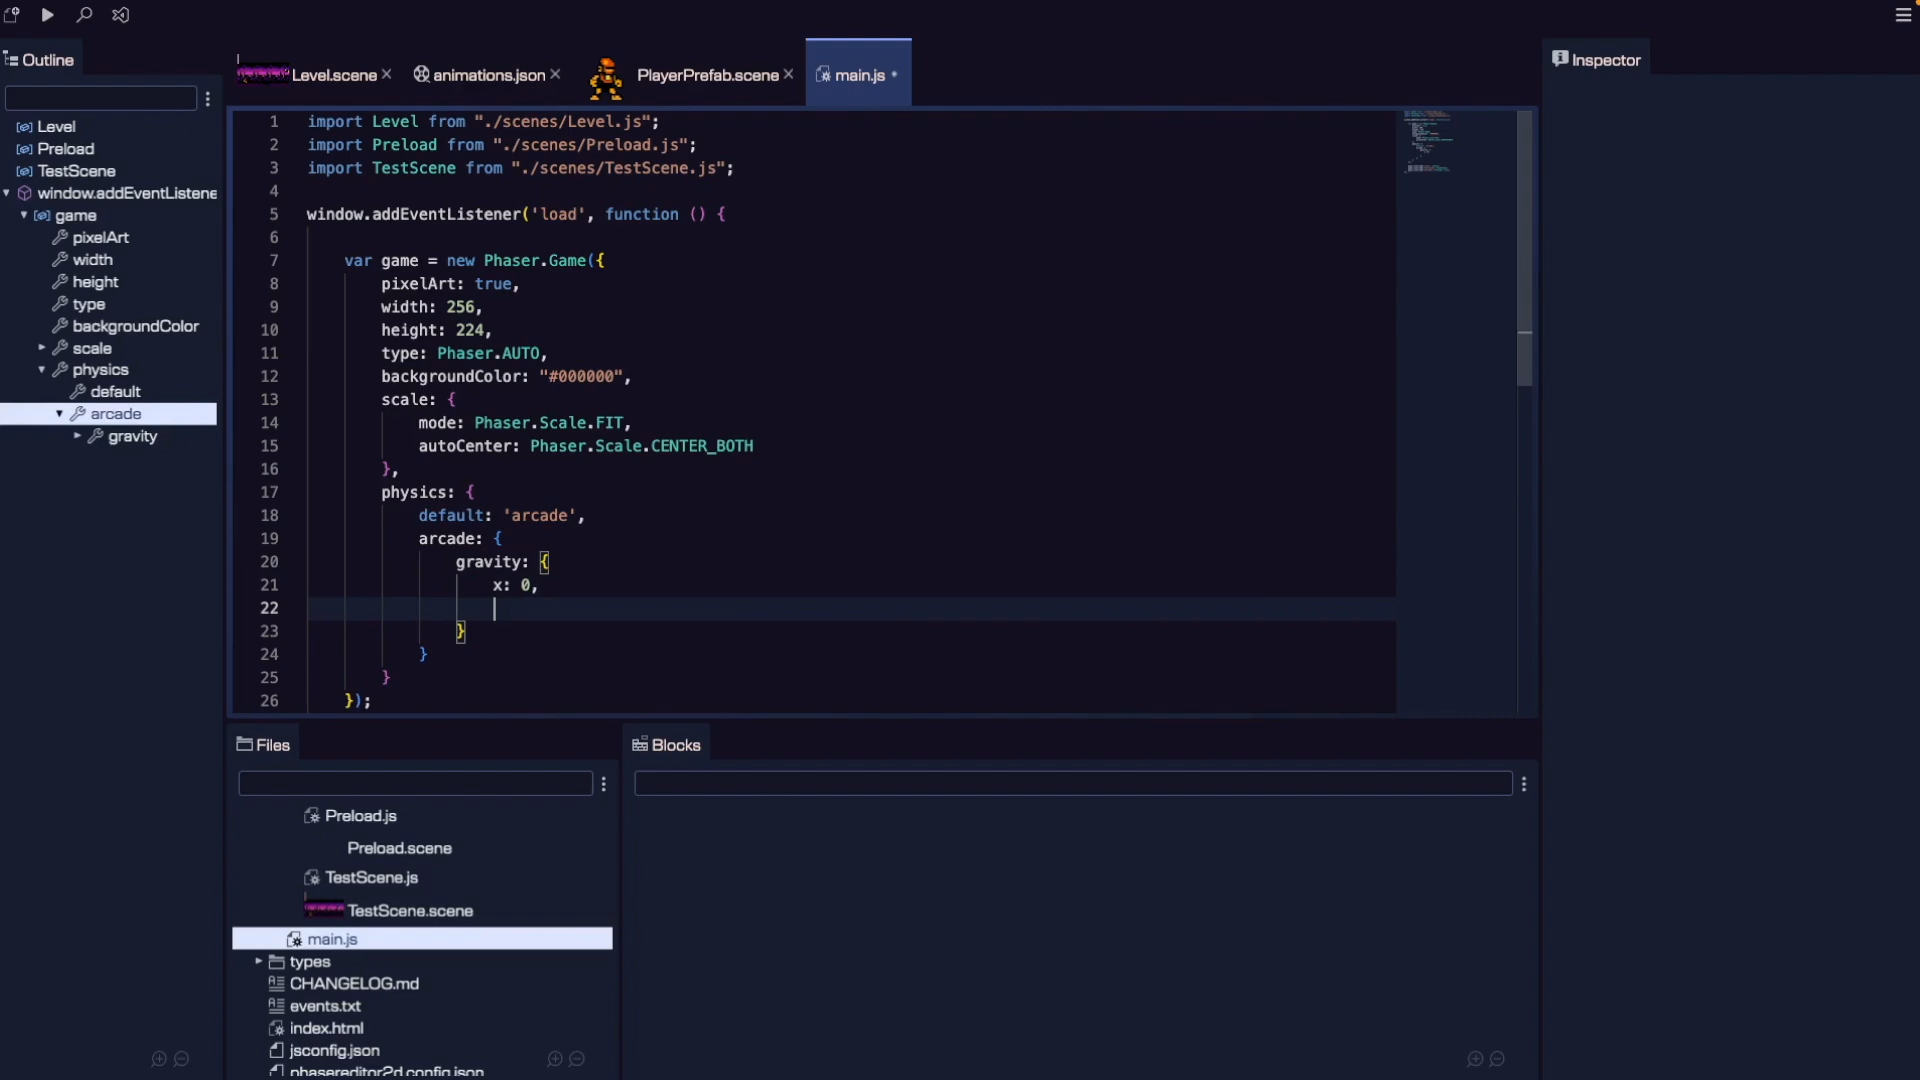 Outline
Level.scene
animations.json
PlayerPrefab.scene
main.js
Inspector
Level
Preload
TestScene
window.addEventListene
game
pixelArt
width
height
type
backgroundColor
scale
physics
default
arcade
gravity
1 import Level from "./scenes/Level.js";
2 import Preload from "./scenes/Preload.js";
3 import TestScene from "./scenes/TestScene.js";
4
5 window.addEventListener('load', function () {
6
7 var game = new Phaser.Game({
8 pixelArt: true,
9 width: 256,
10 height: 224,
11 type: Phaser.AUTO,
12 backgroundColor: "#000000",
13 scale: {
14 mode: Phaser.Scale.FIT,
15 autoCenter: Phaser.Scale.CENTER_BOTH
16 },
17 physics: {
18 default: 'arcade',
19 arcade: {
20 gravity: {
21 x: 0,
22
23 }
24 }
25 }
26 });
Files
Preload.js
Preload.scene
TestScene.js
TestScene.scene
main.js
types
CHANGELOG.md
events.txt
index.html
jsconfig.json
phasereditor2d.config.json
Blocks